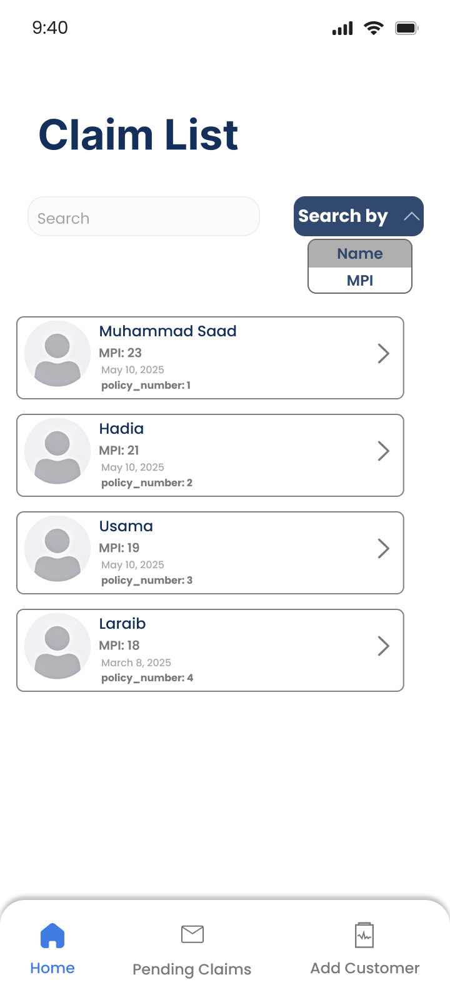 9:40
Claim List
Search
Search by
Name
MPI
Muhammad Saad
MPI: 23
May 10, 2025
policy_number: 1
Hadia
MPI: 21
May 10, 2025
policy_number: 2
Usama
MPI: 19
May 10, 2025
policy_number: 3
Laraib
MPI: 18
March 8, 2025
policy_number: 4
Home
Pending Claims
Add Customer